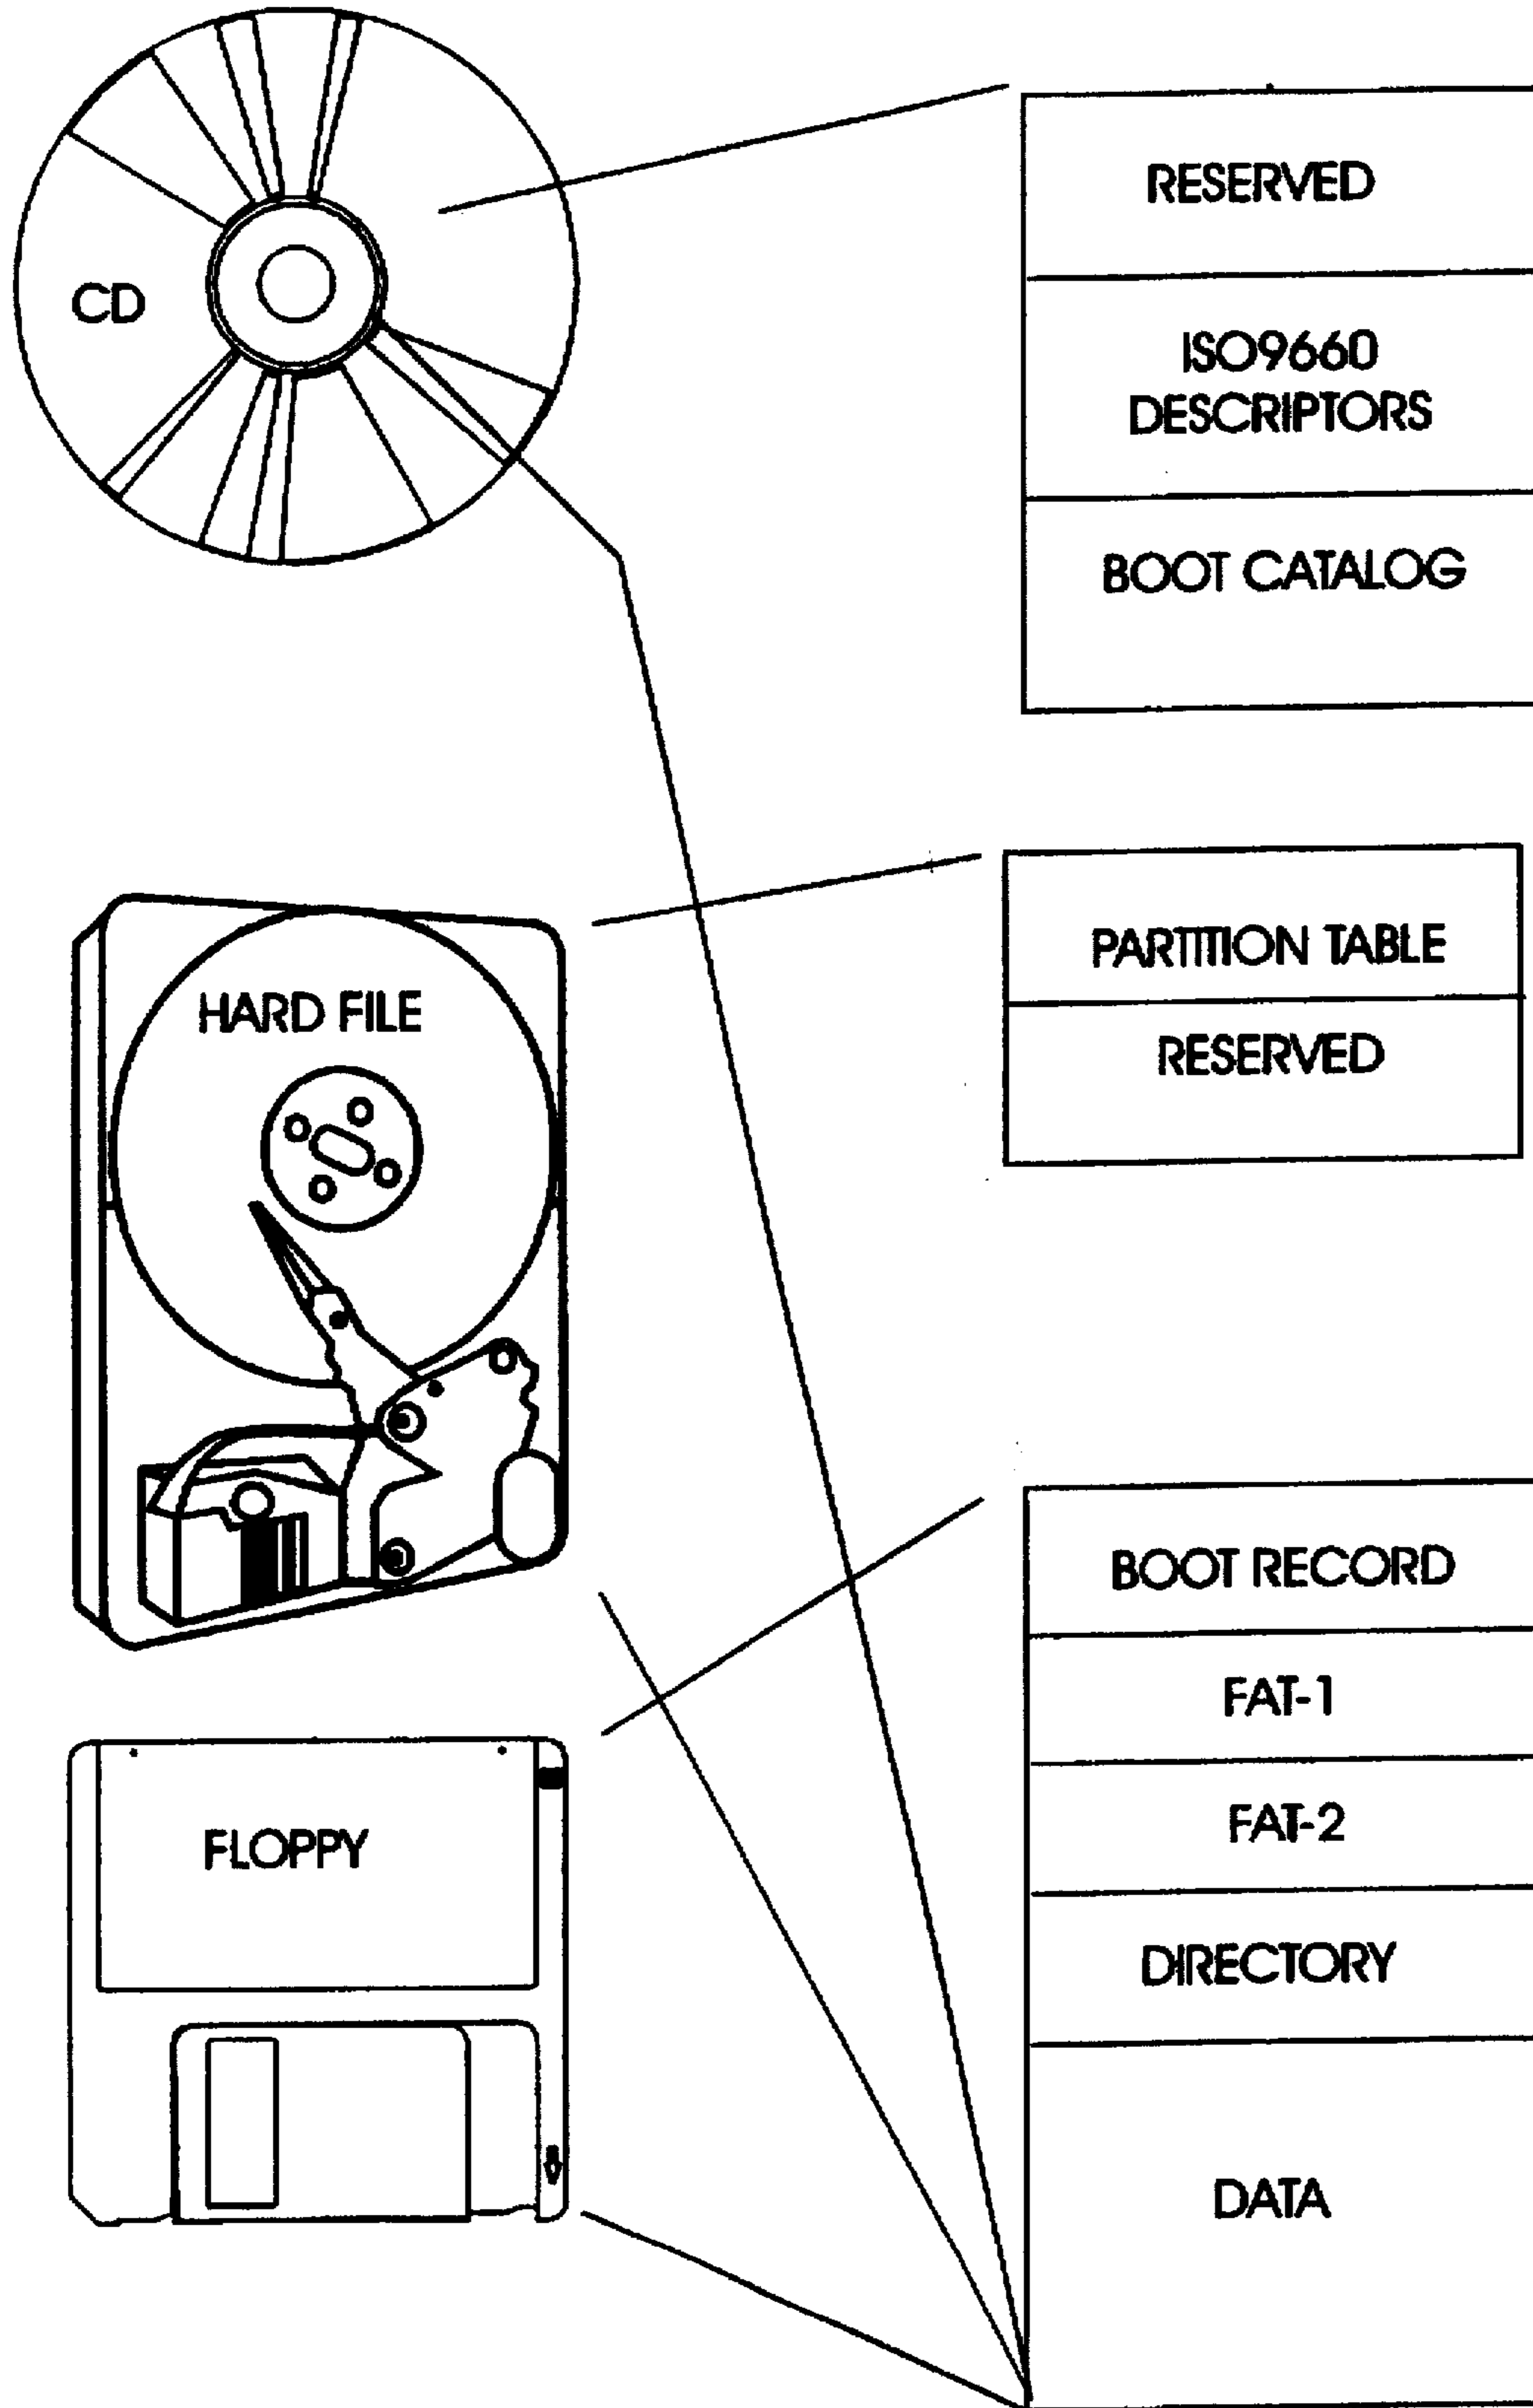 CD
RESERVED
ISO9660
DESCRIPTORS
BOOT CATALOG
HARD FILE
PARTITION TABLE
RESERVED
FLOPPY
BOOT RECORD
FAT-1
FAT-2
DIRECTORY
DATA